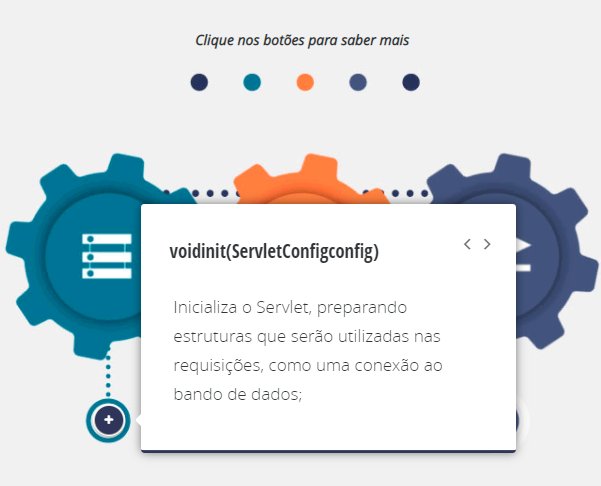 Clique nos botões para saber mais
voidinit(ServletConfigconfig)
Inicializa o Servlet, preparando
estruturas que serão utilizadas nas
requisições, como uma conexão ao
bando de dados;